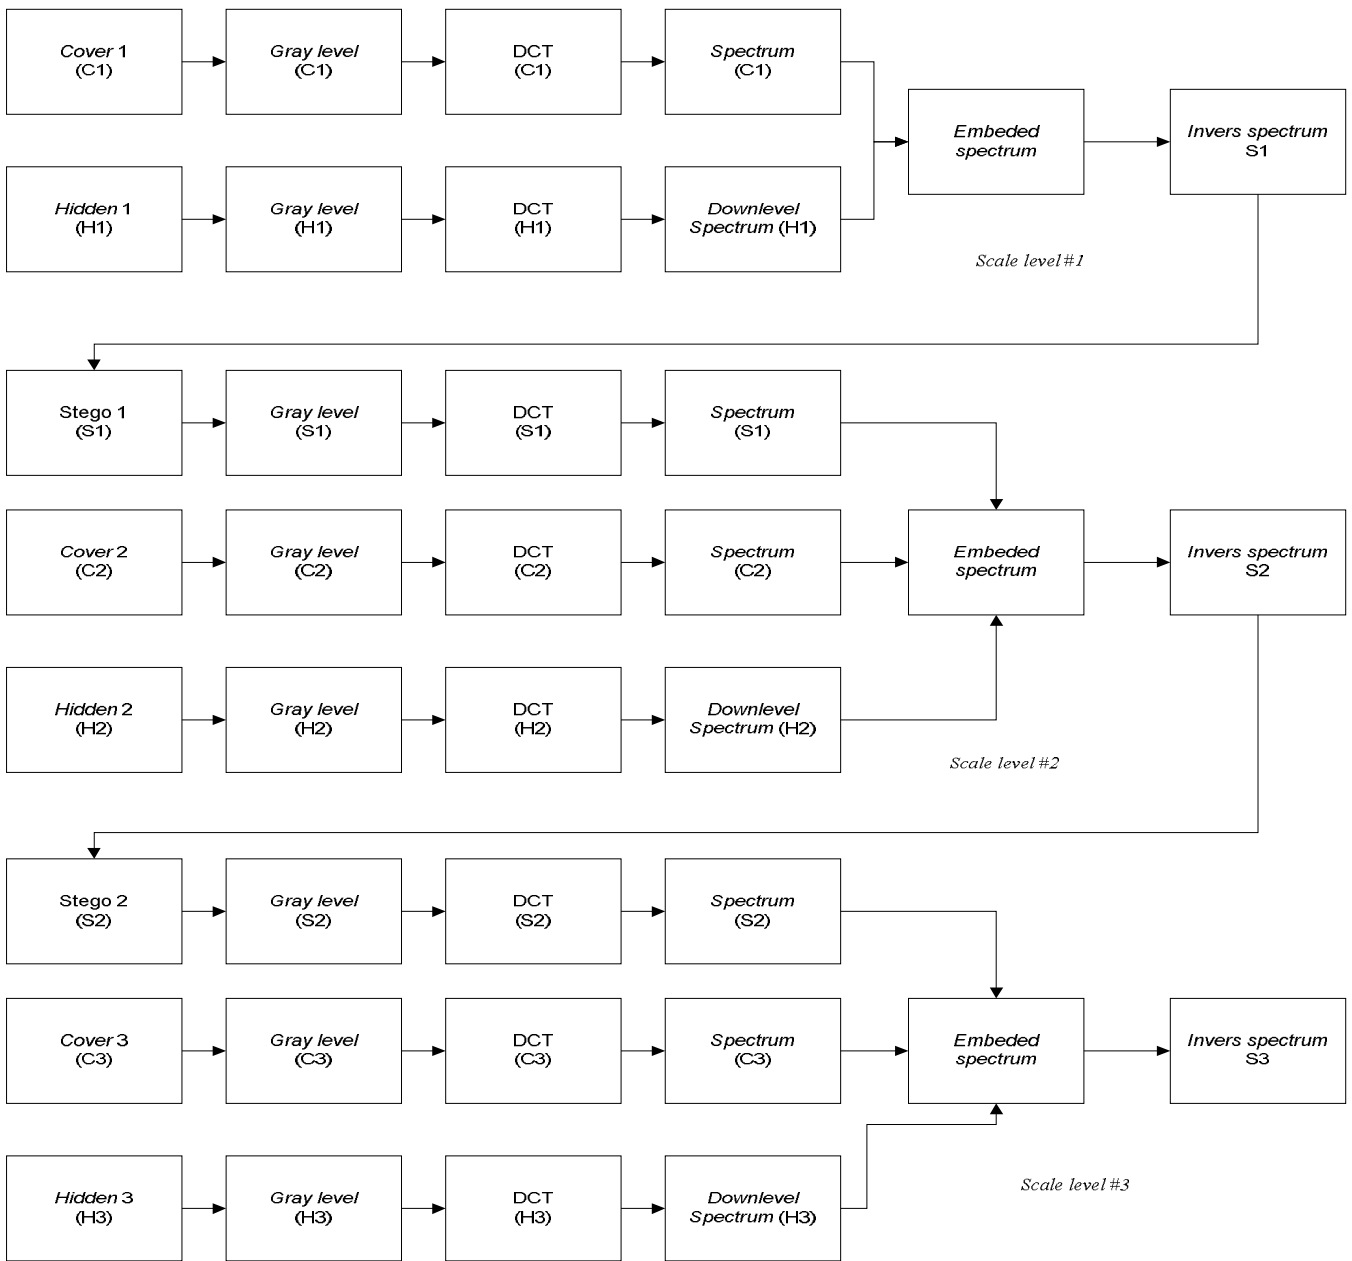 Cover 1
(C1)
Gray level
(C1)
DCT
(C1)
Spectrum
(C1)
Embeded
spectrum
Invers spectrum
S1
Hidden 1
(H1)
Gray level
(H1)
DCT
(H1)
Downlevel
Spectrum (H1)
Scale level #1
Stego 1
(S1)
Gray level
(S1)
DCT
(S1)
Spectrum
(S1)
Cover 2
(C2)
Gray level
(C2)
DCT
(C2)
Spectrum
(C2)
Embeded
spectrum
Invers spectrum
S2
Hidden 2
(H2)
Gray level
(H2)
DCT
(H2)
Downlevel
Spectrum (H2)
Scale level #2
Stego 2
(S2)
Gray level
(S2)
DCT
(S2)
Spectrum
(S2)
Cover 3
(C3)
Gray level
(C3)
DCT
(C3)
Spectrum
(C3)
Embeded
spectrum
Invers spectrum
S3
Hidden 3
(H3)
Gray level
(H3)
DCT
(H3)
Downlevel
Spectrum (H3)
Scale level #3